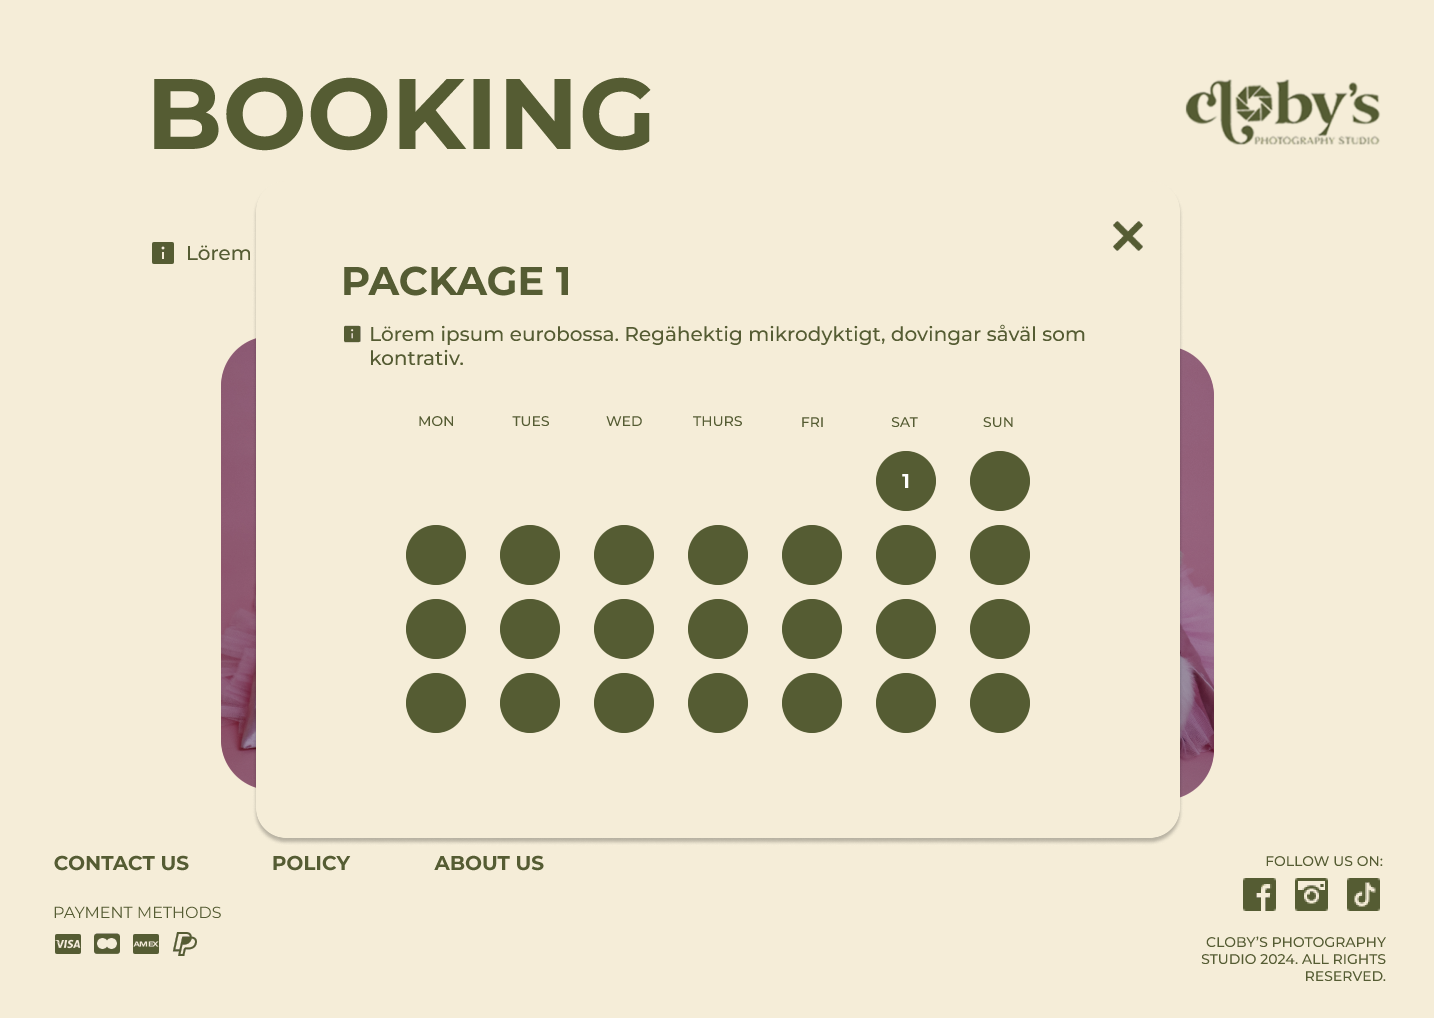 BOOKING
cloby's
PHOTOGRAPHY STUDIO
Lörem
PACKAGE 1
Lörem ipsum eurobossa. Regähektig mikrodyktigt, dovingar såväl som
kontrativ.
MON TUES WED THURS FRI SAT SUN
1
CONTACT US POLICY ABOUT US
FOLLOW US ON:
PAYMENT METHODS
VISA AMEX
CLOBY’S PHOTOGRAPHY
STUDIO 2024. ALL RIGHTS
RESERVED.